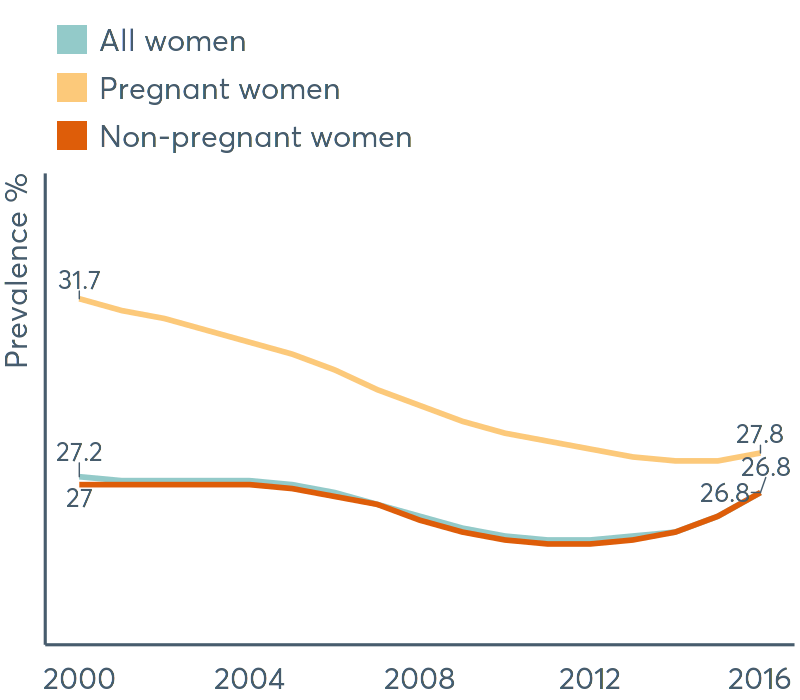 All women
Pregnant women
Non-pregnant women
Prevalence %
31.7
27.2
27
27.8
26.8
26.8
2000 2004 2008 2012 2016